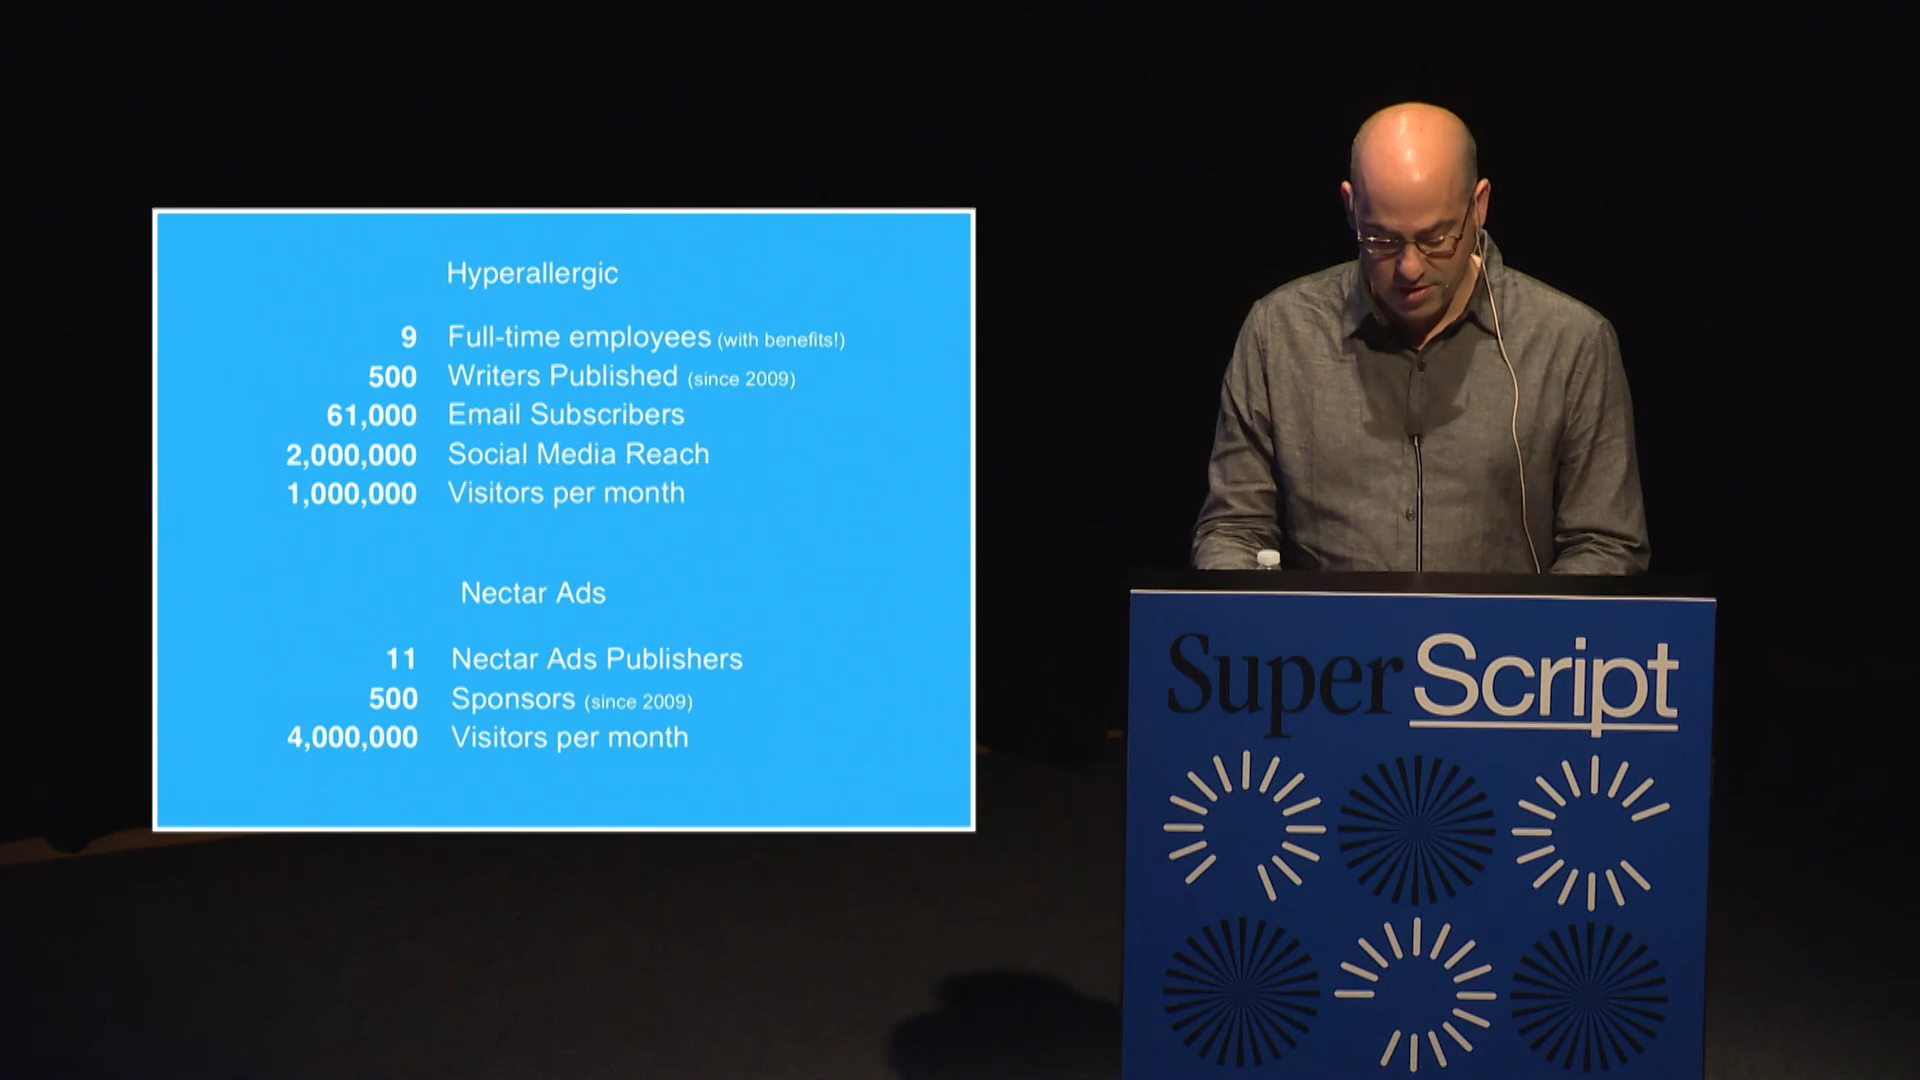 Hyperallergic
9 Full-time employees (with benefits!)
500 Writers Published (since 2009)
61,000 Email Subscribers
2,000,000 Social Media Reach
1,000,000 Visitors per month
Nectar Ads
11 Nectar Ads Publishers
500 Sponsors (since 2009)
4,000,000 Visitors per month
SuperScript